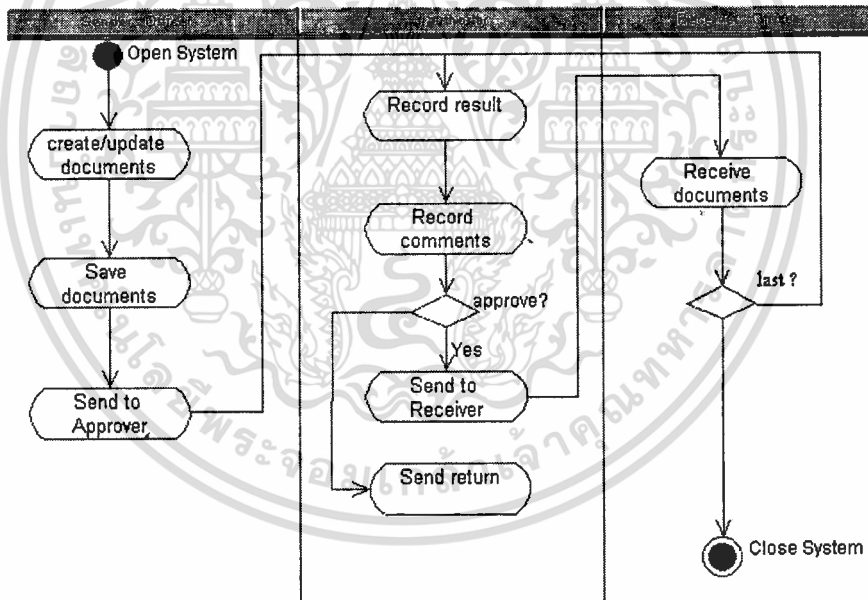 Open System
create/update
documents
Save
documents
Send to
Approver
Record result
Record
comments
approve?
Yes
Send to
Receiver
Send return
Receive
documents
last ?
Close System